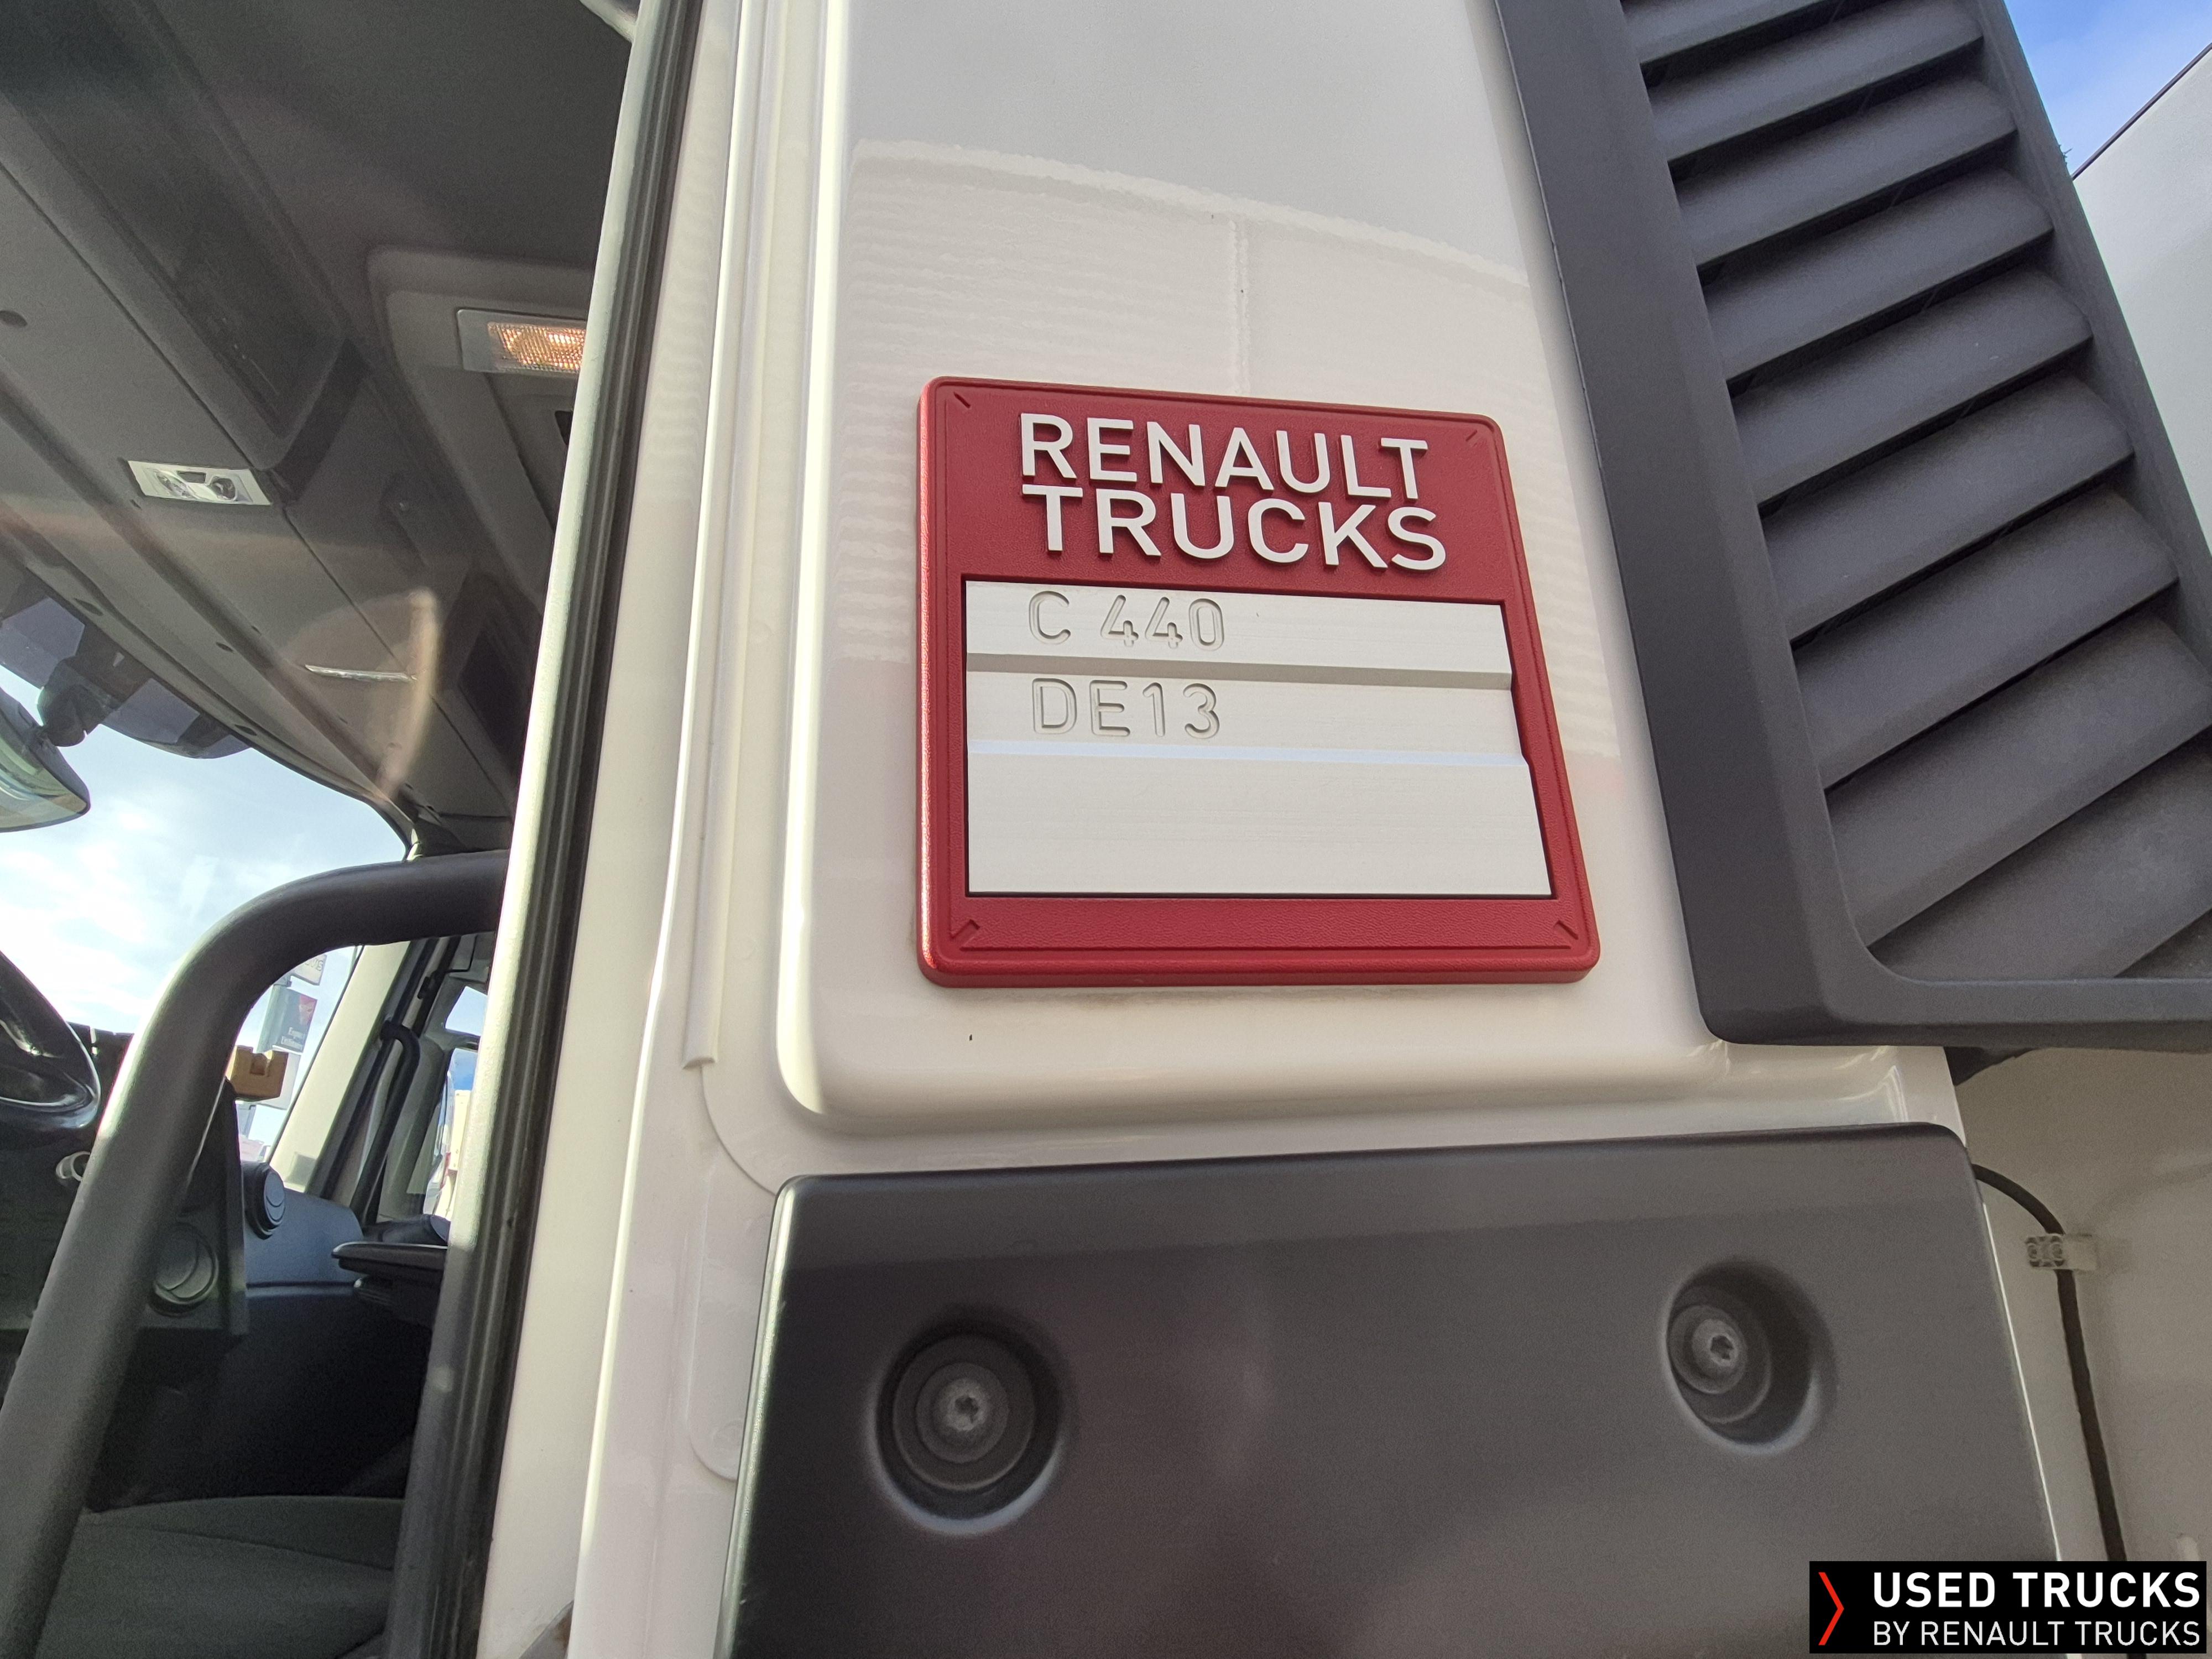 RENAULT
TRUCKS
C 440
DE13
USED TRUCKS
BY RENAULT TRUCKS